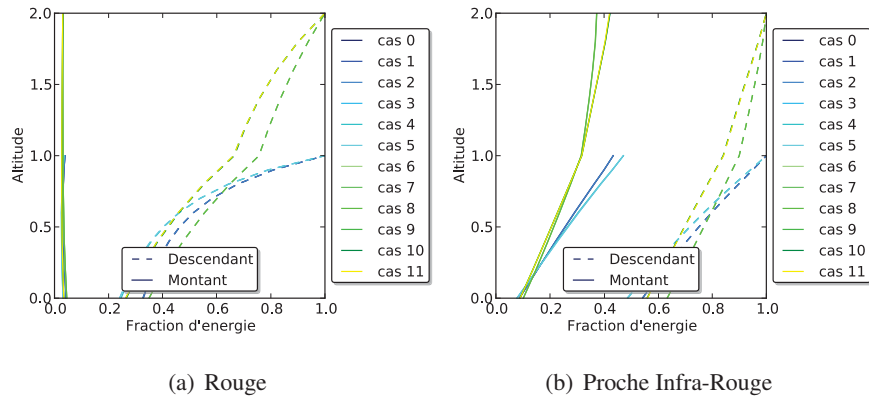 2.0
1.5
1.0
0.5
0.0
Altitude
0.0 0.2 0.4 0.6 0.8 1.0
Fraction d'energie
Descendant
Montant
cas 0
cas 1
cas 2
cas 3
cas 4
cas 5
cas 6
cas 7
cas 8
cas 9
cas 10
cas 11
(a) Rouge
2.0
1.5
1.0
0.5
0.0
Altitude
0.0 0.2 0.4 0.6 0.8 1.0
Fraction d'energie
Descendant
Montant
cas 0
cas 1
cas 2
cas 3
cas 4
cas 5
cas 6
cas 7
cas 8
cas 9
cas 10
cas 11
(b) Proche Infra-Rouge